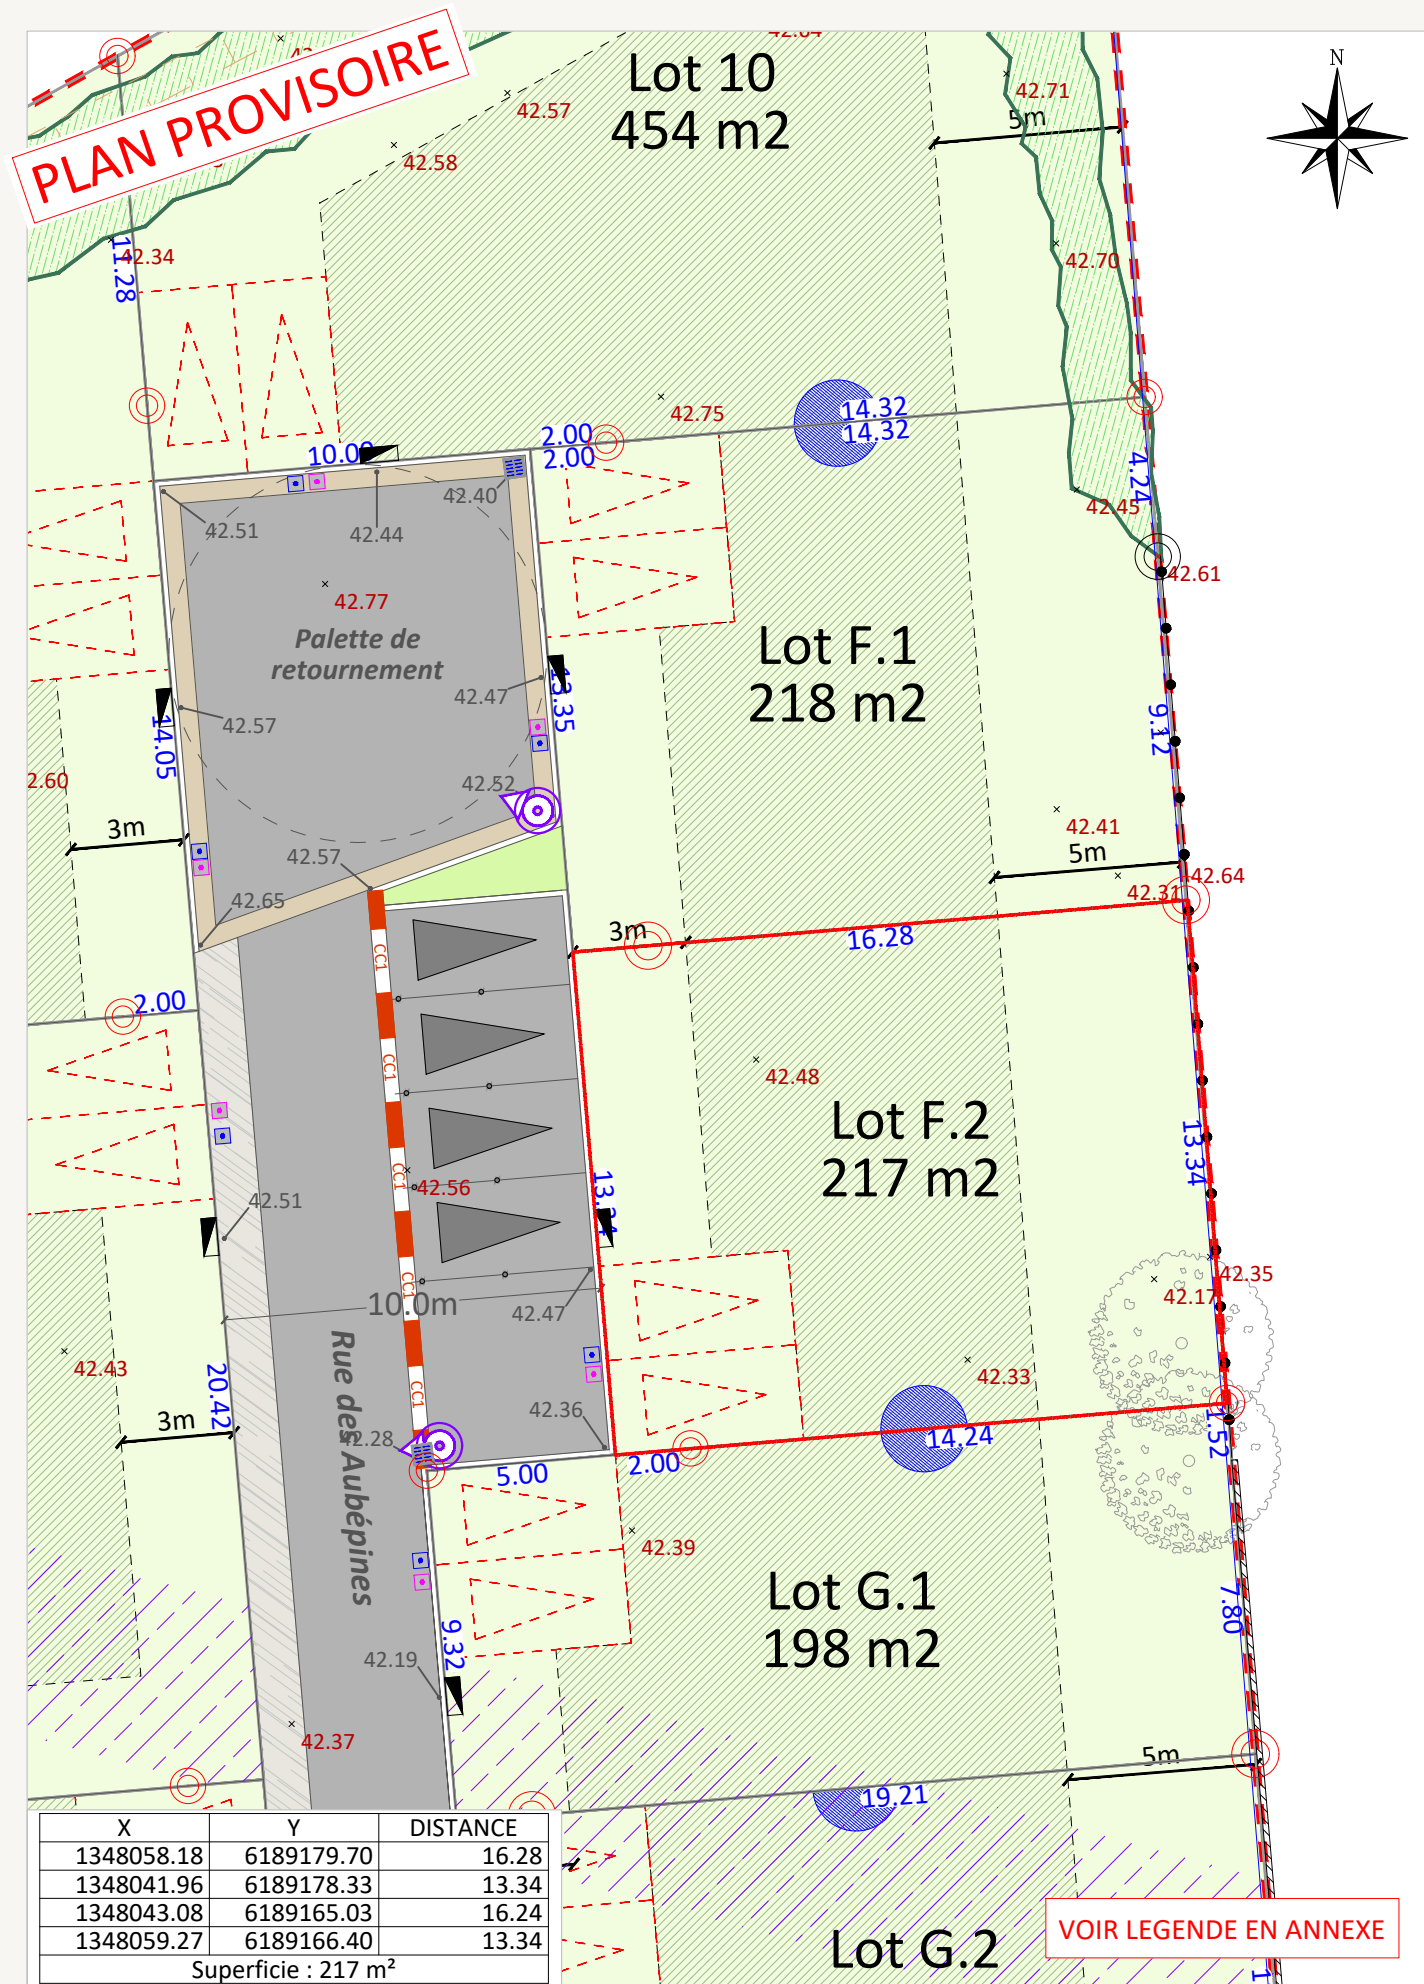 PLAN PROVISOIRE
Lot 10
454 m2
N
42.57
42.58
42.71
5m
42.34
11.28
42.70
42.75
14.32
14.32
2.00
2.00
4.24
42.45
42.61
42.40
42.51
42.44
42.77
Palette de
retournement
Lot F.1
218 m2
42.47
13.35
42.57
14.05
9.12
2.60
42.52
42.41
5m
3m
42.57
42.64
42.31
42.65
3m
16.28
2.00
CC1
CC1
CC1
CC1
CC1
42.48
Lot F.2
217 m2
13.34
42.56
42.51
42.35
42.17
10.0m
42.47
42.43
42.33
20.42
3m
42.36
42.28
14.24
1.52
5.00
2.00
Rue des Aubépines
42.39
Lot G.1
198 m2
7.80
9.32
42.19
42.37
5m
19.21
X Y DISTANCE
1348058.18 6189179.70 16.28
1348041.96 6189178.33 13.34
1348043.08 6189165.03 16.24
1348059.27 6189166.40 13.34
Superficie : 217 m²
Lot G.2
VOIR LEGENDE EN ANNEXE